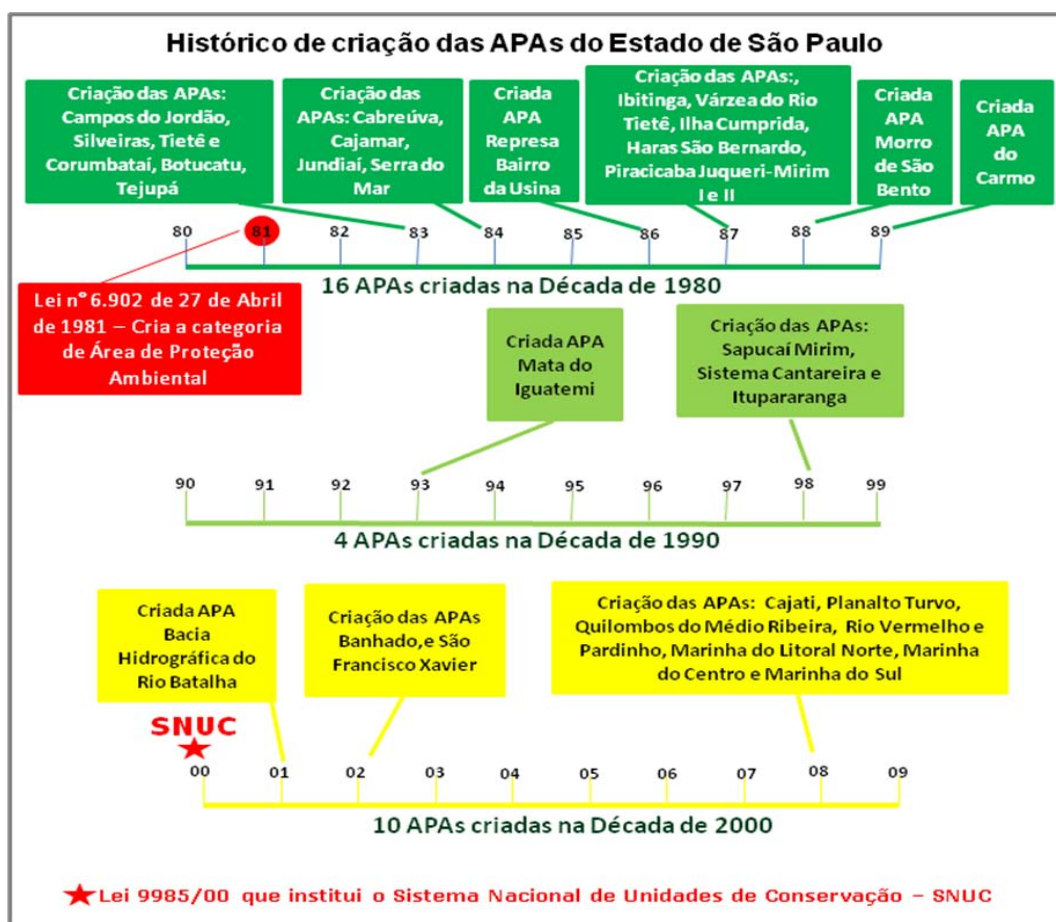 Histórico de criação das APAs do Estado de São Paulo
Criação das APAs:
Campos do Jordão,
Silveiras, Tietê e
Corumbataí, Botucatu,
Tejupá
Criação das
APAs: Cabreúva,
Cajamar,
Jundiaí, Serra do
Mar
Criada
APA
Represa
Bairro
da Usina
Criação das APAs:,
Ibitinga, Várzea do Rio
Tietê, Ilha Cumprida,
Haras São Bernardo,
Piracicaba Juqueri-Mirim
I e II
Criada
APA
Morro
de São
Bento
Criada
APA
do
Carmo
80 81 82 83 84 85 86 87 88 89
16 APAs criadas na Década de 1980
Lei n° 6.902 de 27 de Abril
de 1981 – Cria a categoria
de Área de Proteção
Ambiental
Criada APA
Mata do
Iguatemi
Criação das APAs:
Sapucaí Mirim,
Sistema Cantareira e
Itupararanga
90 91 92 93 94 95 96 97 98 99
4 APAs criadas na Década de 1990
Criada APA
Bacia
Hidrográfica do
Rio Batalha
Criação das APAs
Banhado,e São
Francisco Xavier
Criação das APAs: Cajati, Planalto Turvo,
Quilombos do Médio Ribeira, Rio Vermelho e
Pardinho, Marinha do Litoral Norte, Marinha
do Centro e Marinha do Sul
SNUC
00 01 02 03 04 05 06 07 08 09
10 APAs criadas na Década de 2000
Lei 9985/00 que institui o Sistema Nacional de Unidades de Conservação – SNUC